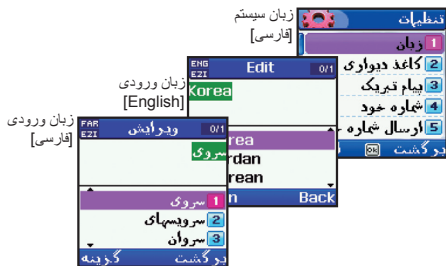 زبان سیستم
[فارسی]
تنظیمات
1 زبان
2 کاغذ دیواری
3 پیام تبریک
4 شماره خود
5 ارسال شماره
برگشت
Ok
زبان ورودی
[English]
ENG
EZI
Edit
0/1
Korea
rea
rdan
rean
n
Back
زبان ورودی
[فارسی]
FAR
EZI
ویرایش
0/1
سروی
1 سروی
2 سرویسهای
3 سروان
برگشت
گزینه